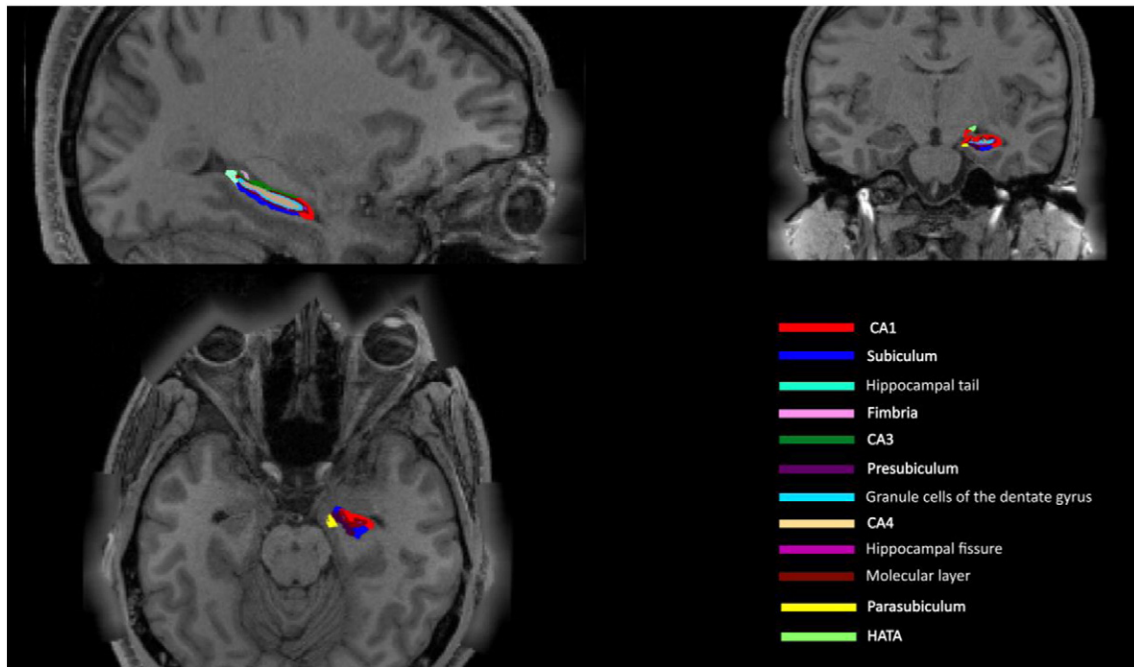 CA1
Subiculum
Hippocampal tail
Fimbria
CA3
Presubiculum
Granule cells of the dentate gyrus
CA4
Hippocampal fissure
Molecular layer
Parasubiculum
HATA